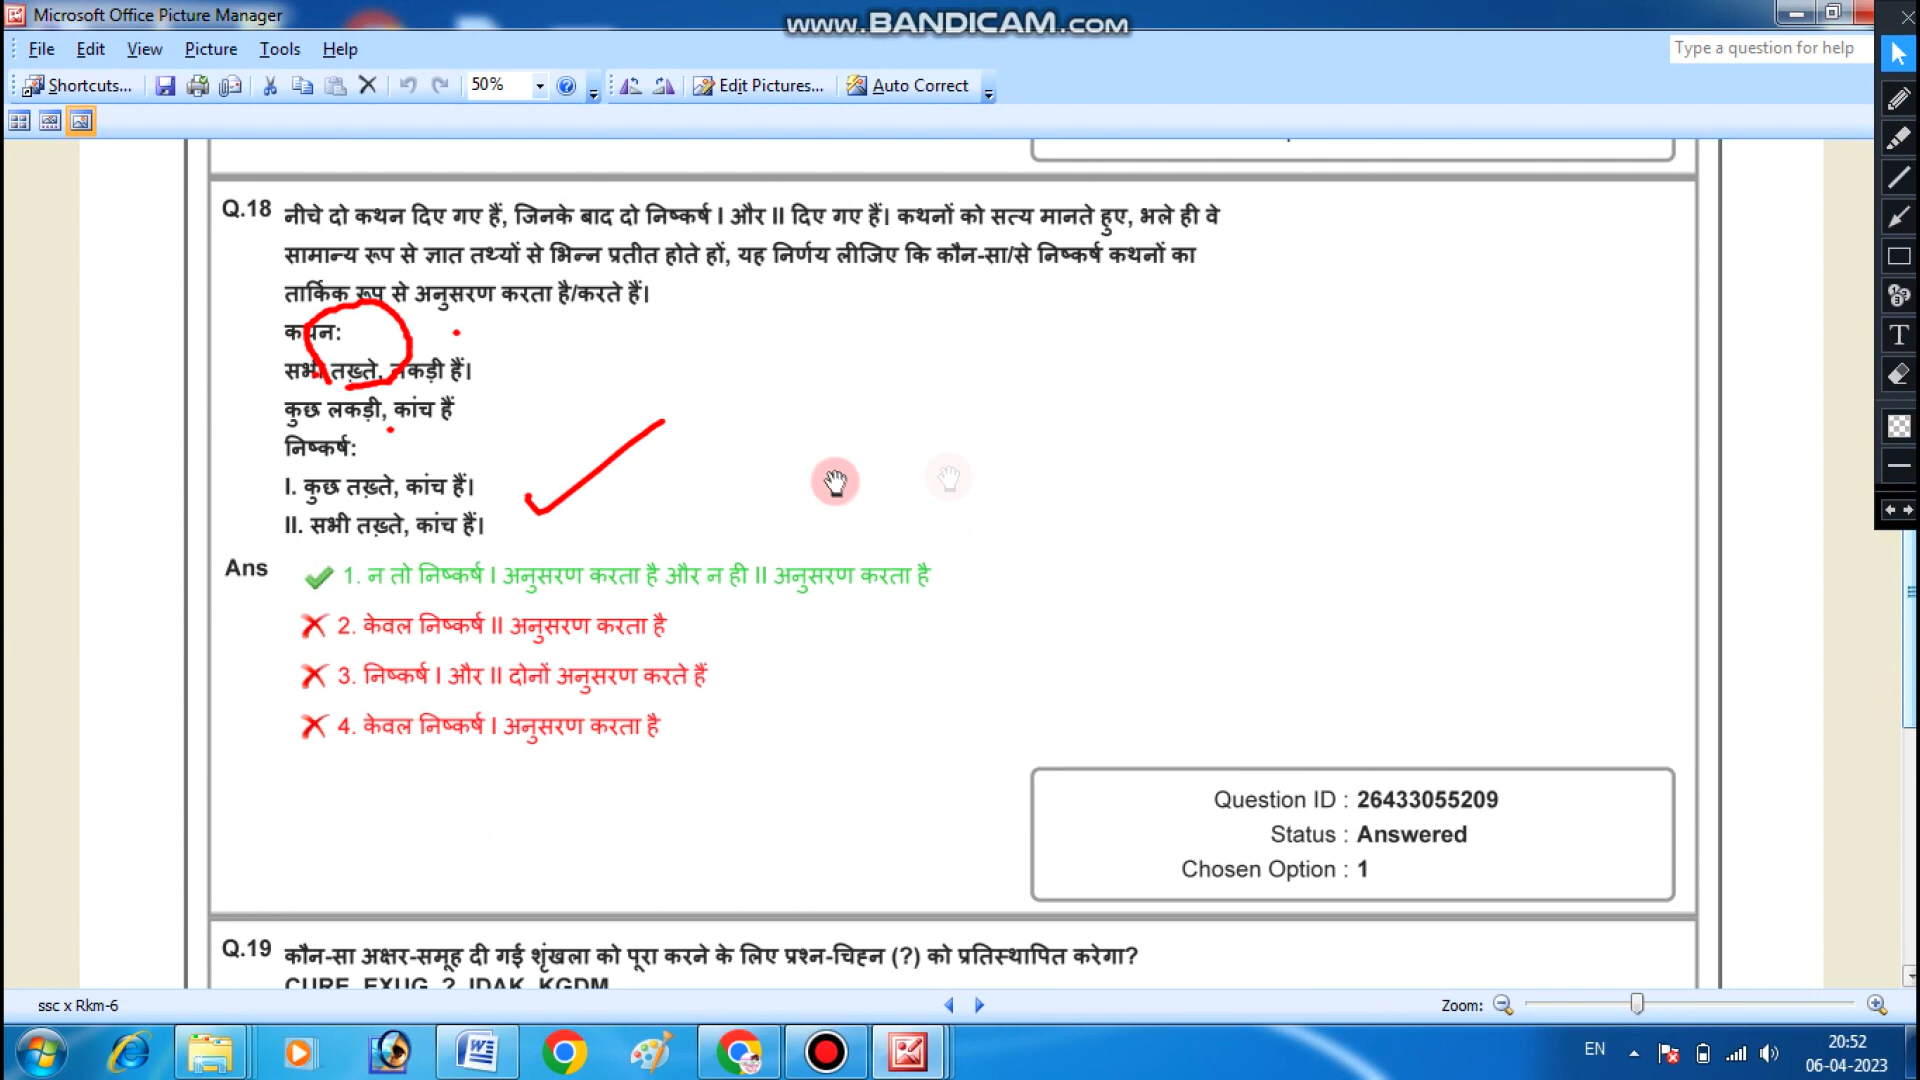 Microsoft Office Picture Manager
www.BANDICAM.COM
File Edit View Picture Tools Help
Type a question for help
Shortcuts... 50% Edit Pictures... Auto Correct
Q.18 नीचे दो कथन दिए गए हैं, जिनके बाद दो निष्कर्ष I और II दिए गए हैं। कथनों को सत्य मानते हुए, भले ही वे
सामान्य रूप से ज्ञात तथ्यों से भिन्न प्रतीत होते हों, यह निर्णय लीजिए कि कौन-सा/से निष्कर्ष कथनों का
तार्किक रूप से अनुसरण करता है/करते हैं।
कथन:
सभी तख़्ते, लकड़ी हैं।
कुछ लकड़ी, कांच हैं
निष्कर्ष:
I. कुछ तख़्ते, कांच हैं।
II. सभी तख़्ते, कांच हैं।
Ans 1. न तो निष्कर्ष I अनुसरण करता है और न ही II अनुसरण करता है
2. केवल निष्कर्ष II अनुसरण करता है
3. निष्कर्ष I और II दोनों अनुसरण करते हैं
4. केवल निष्कर्ष I अनुसरण करता है
Question ID : 26433055209
Status : Answered
Chosen Option : 1
Q.19 कौन-सा अक्षर-समूह दी गई शृंखला को पूरा करने के लिए प्रश्न-चिह्न (?) को प्रतिस्थापित करेगा?
CURE, EXUG, ?, IDAK, KGDM
ssc x Rkm-6
Zoom:
EN
20:52
06-04-2023